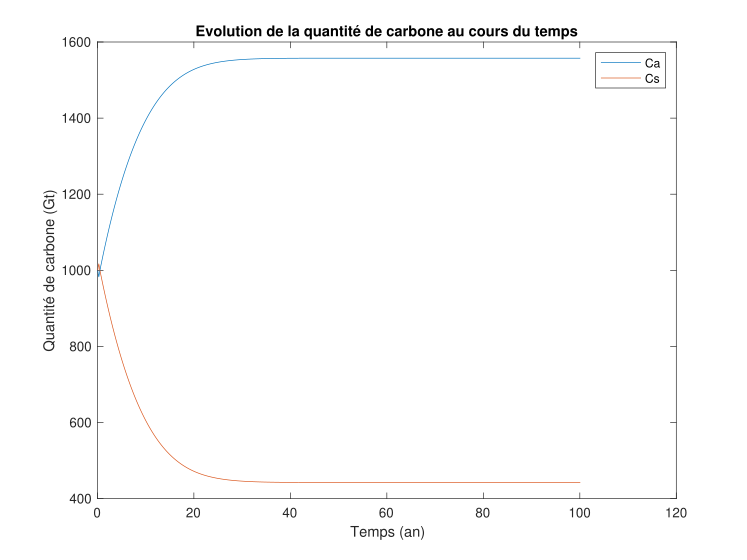 Evolution de la quantité de carbone au cours du temps
1600
1400
1200
1000
800
600
400
0
20
40
60
80
100
120
Quantité de carbone (Gt)
Temps (an)
Ca
Cs